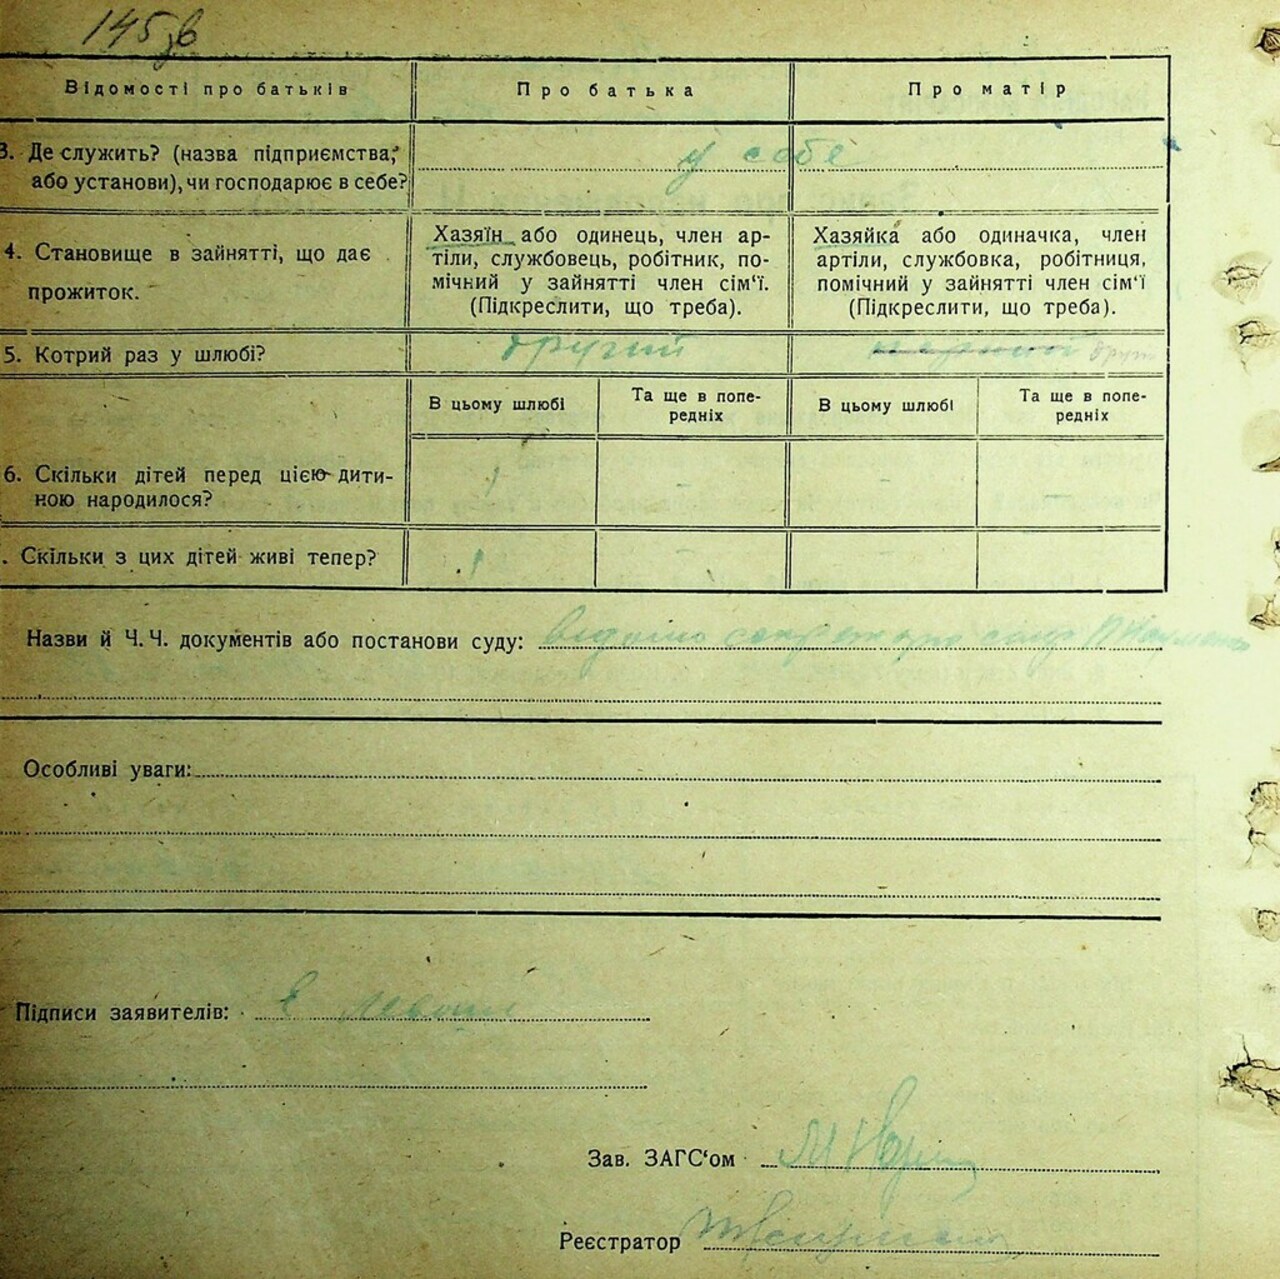 145 зв
Відомості про батьків
Про батька
Про матір
3. Де служить? (назва підприємства,
або установи), чи господарює в себе?
у себе
4. Становище в зайнятті, що дає
прожиток.
Хазяїн або одинець, член ар-
тіли, службовець, робітник, по-
мічний у зайнятті член сім‘ї.
(Підкреслити, що треба).
Хазяйка або одиначка, член
артіли, службовка, робітниця,
помічний у зайнятті член сім‘ї
(Підкреслити, що треба).
5. Котрий раз у шлюбі?
другий
В цьому шлюбі
Та ще в попе-
редніх
В цьому шлюбі
Та ще в попе-
редніх
6. Скільки дітей перед цією дити-
ною народилося?
1 - - -
. Скільки з цих дітей живі тепер?
1 - -
Назви й Ч.Ч. документів або постанови суду:
Особливі уваги:
Підписи заявителів:
Зав. ЗАГС‘ом
Реєстратор